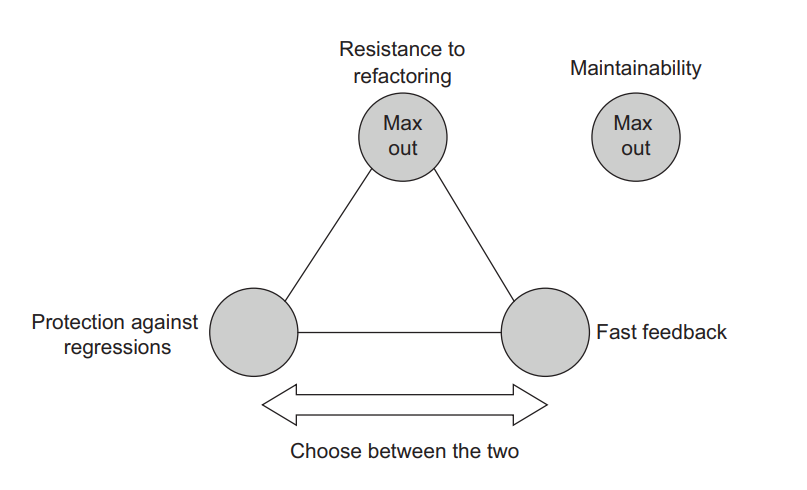 Resistance to
refactoring
Maintainability
Max
out
Max
out
Protection against
regressions
Fast feedback
Choose between the two